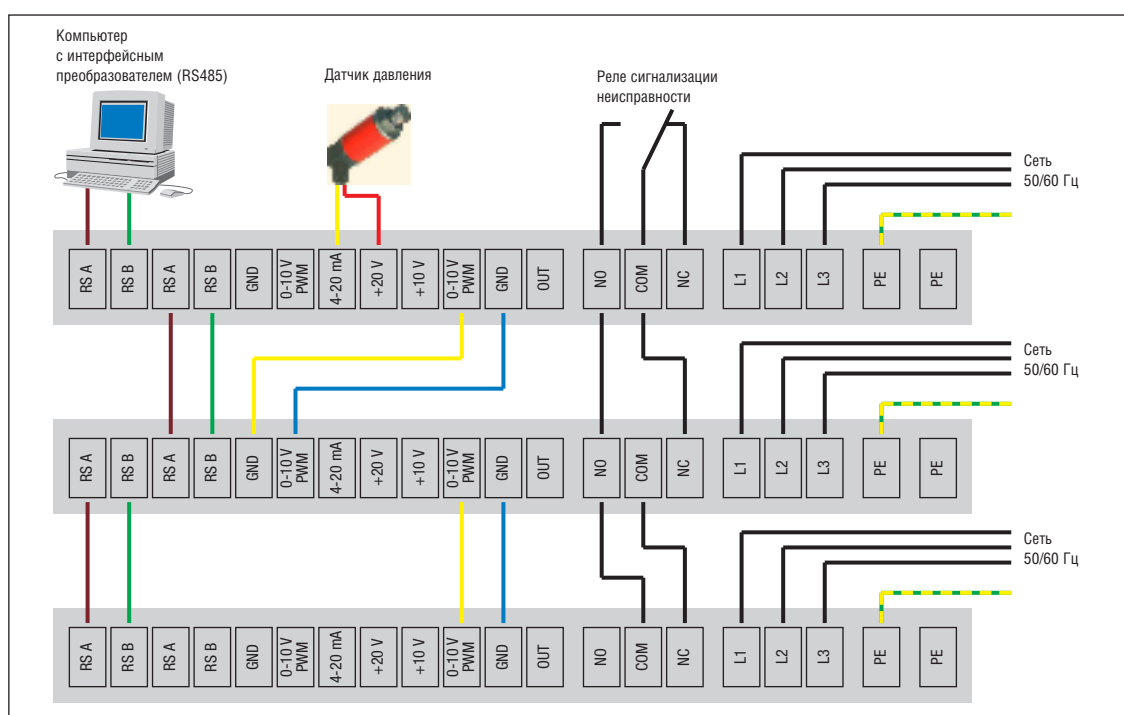 Компьютер
с интерфейсным
преобразователем (RS485)
Датчик давления
Реле сигнализации
неисправности
Сеть
50/60 Гц
RS A
RS B
RS A
RS B
GND
0-10 V
PWM
4-20 mA
+20 V
+10 V
0-10 V
PWM
GND
OUT
NO
COM
NC
L1
L2
L3
PE
PE
Сеть
50/60 Гц
RS A
RS B
RS A
RS B
GND
0-10 V
PWM
4-20 mA
+20 V
+10 V
0-10 V
PWM
GND
OUT
NO
COM
NC
L1
L2
L3
PE
PE
Сеть
50/60 Гц
RS A
RS B
RS A
RS B
GND
0-10 V
PWM
4-20 mA
+20 V
+10 V
0-10 V
PWM
GND
OUT
NO
COM
NC
L1
L2
L3
PE
PE